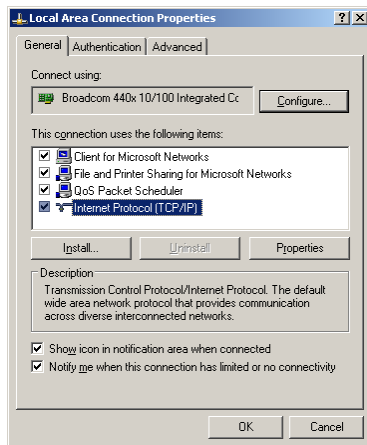 Local Area Connection Properties
General
Authentication
Advanced
Connect using:
Broadcom 440x 10/100 Integrated Cc
Configure...
This connection uses the following items:
Client for Microsoft Networks
File and Printer Sharing for Microsoft Networks
QoS Packet Scheduler
Internet Protocol (TCP/IP)
Install...
Uninstall
Properties
Description
Transmission Control Protocol/Internet Protocol. The default
wide area network protocol that provides communication
across diverse interconnected networks.
Show icon in notification area when connected
Notify me when this connection has limited or no connectivity
OK
Cancel